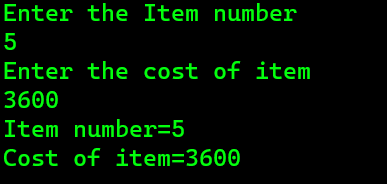 Enter the Item number
5
Enter the cost of item
3600
Item number=5
Cost of item=3600